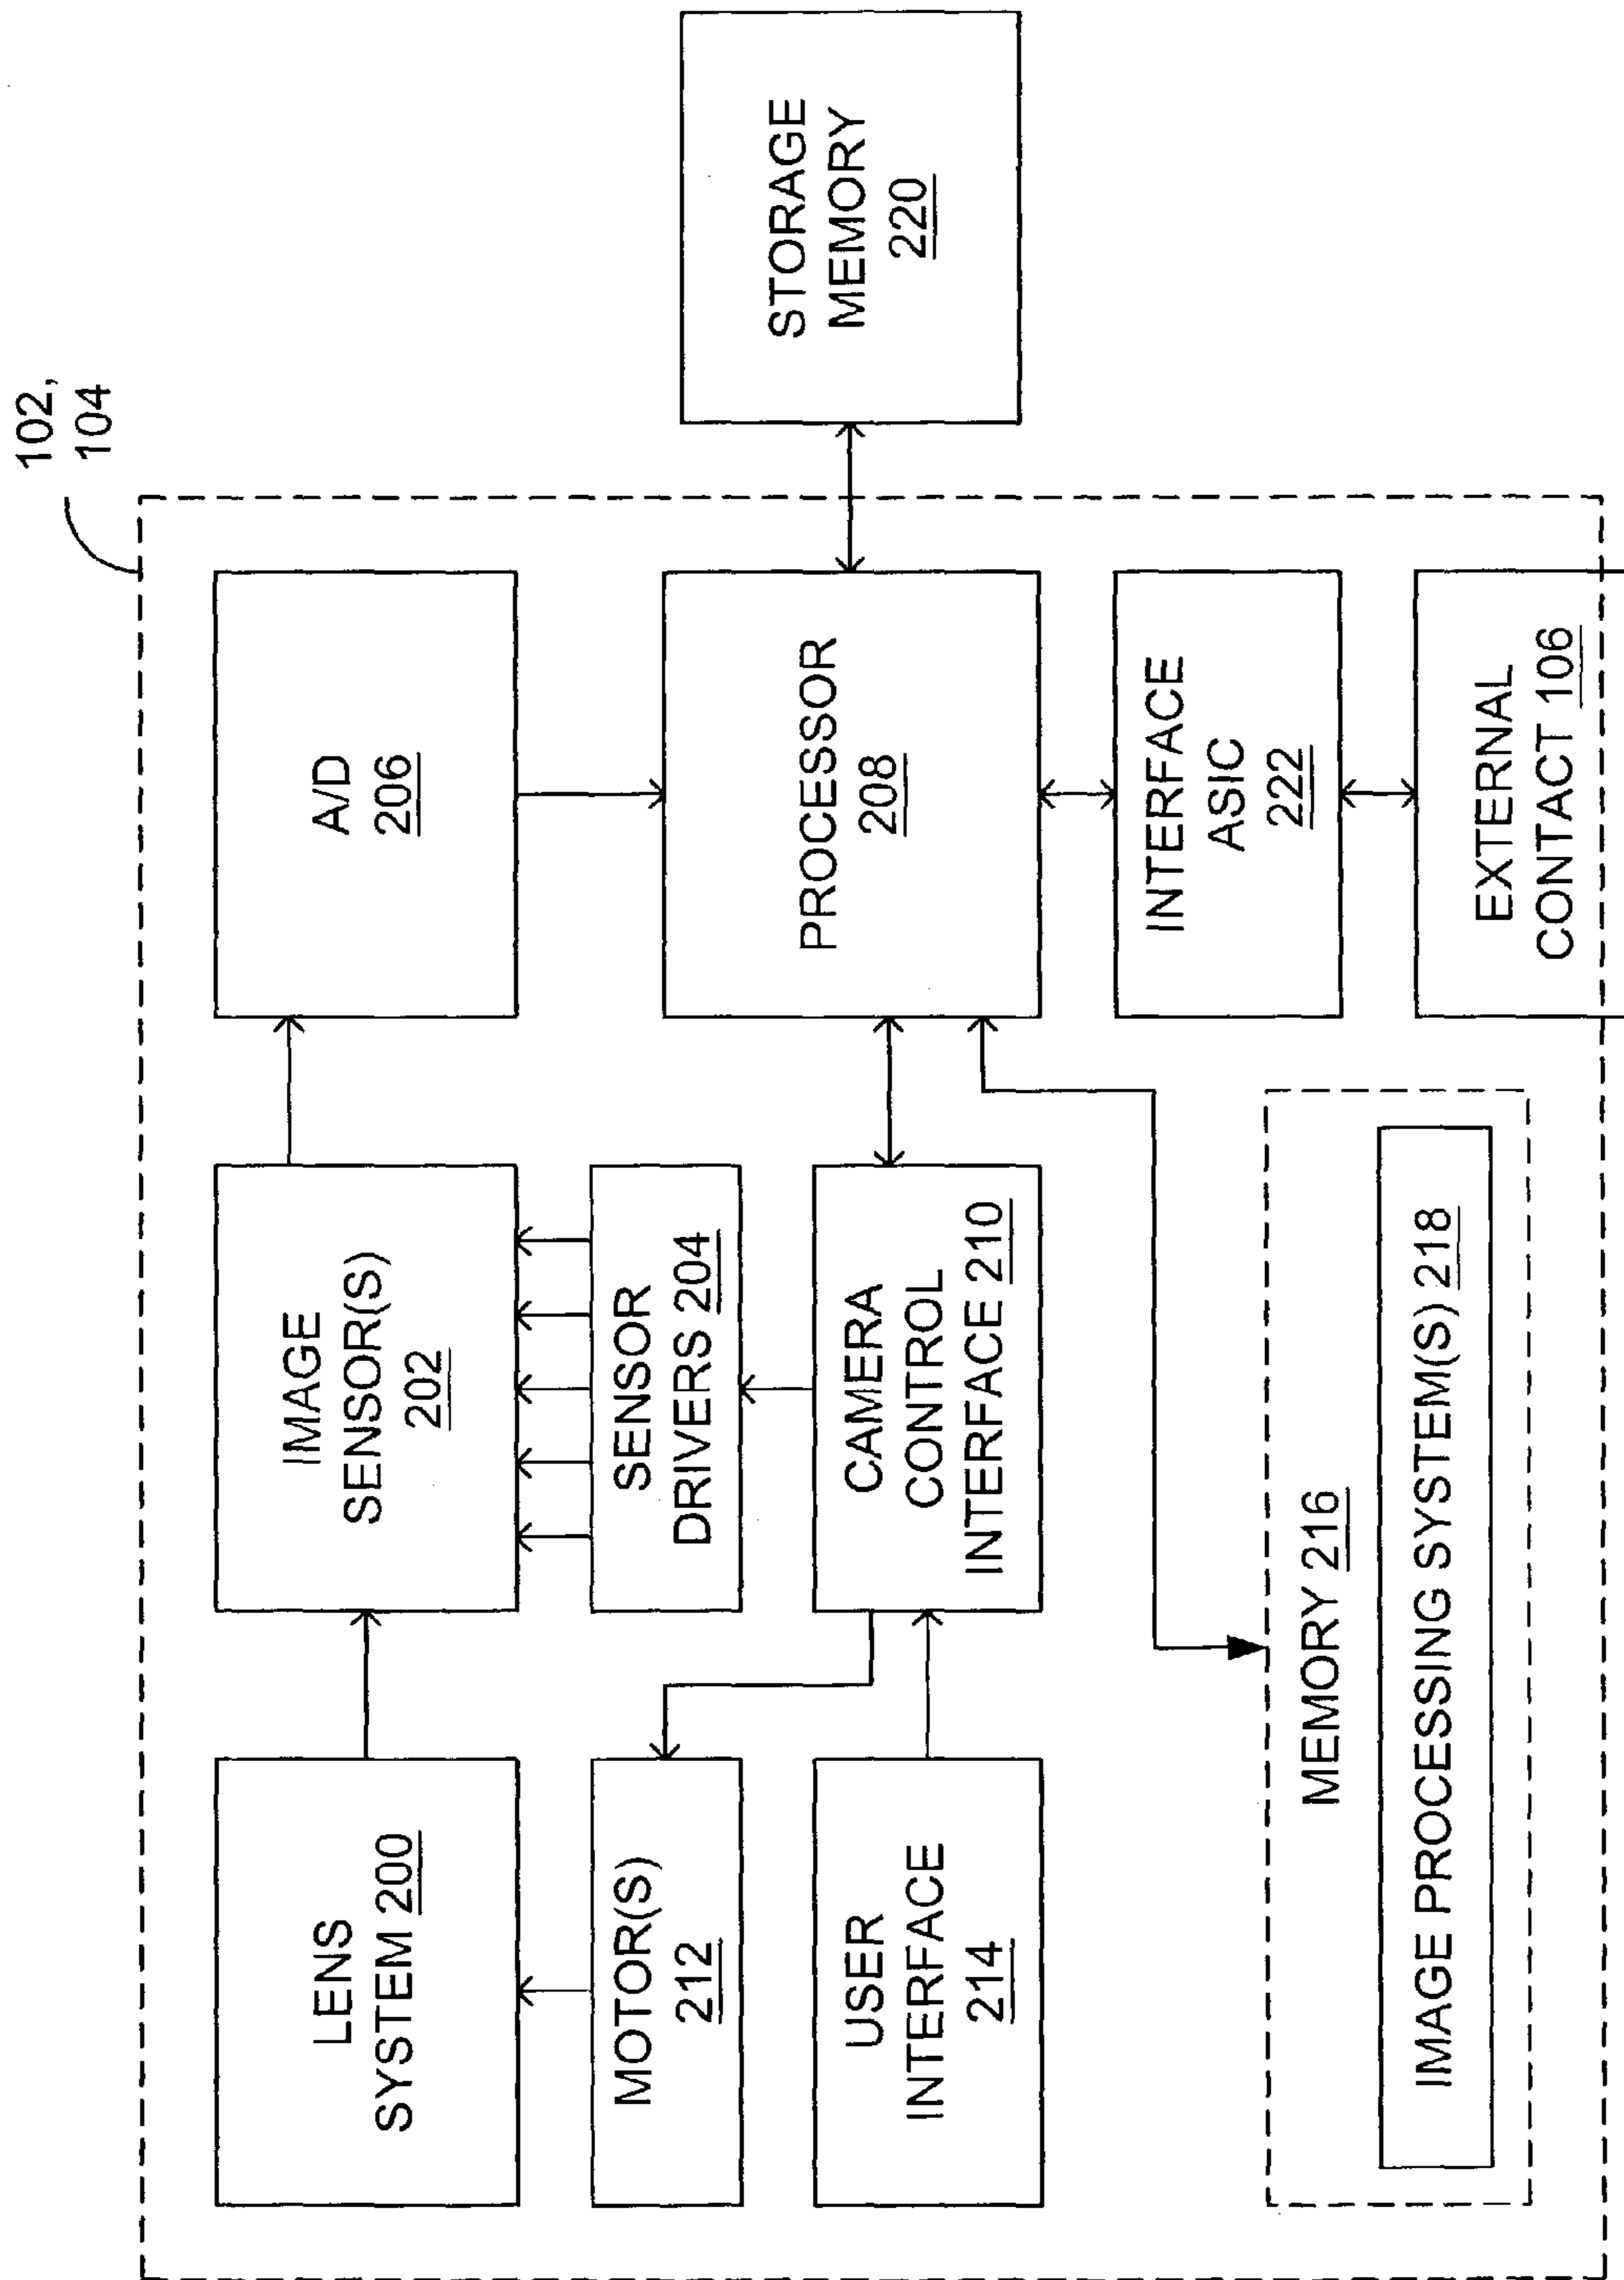 102,
104
LENS
SYSTEM 200
IMAGE
SENSOR(S)
202
A/D
206
MOTOR(S)
212
SENSOR
DRIVERS 204
PROCESSOR
208
STORAGE
MEMORY
220
USER
INTERFACE
214
CAMERA
CONTROL
INTERFACE 210
INTERFACE
ASIC
222
MEMORY 216
IMAGE PROCESSING SYSTEM(S) 218
EXTERNAL
CONTACT 106